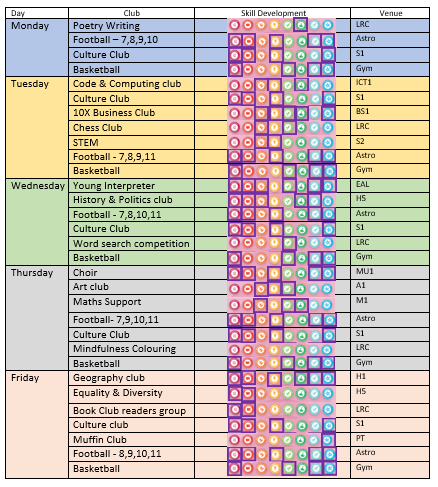 Day Club Skill Development Venue
Monday Poetry Writing LRC
Football – 7,8,9,10 Astro
Culture Club S1
Basketball Gym
Tuesday Code & Computing club ICT1
Culture Club S1
10X Business Club BS1
Chess Club LRC
STEM S2
Football - 7,8,9,11 Astro
Basketball Gym
Wednesday Young Interpreter EAL
History & Politics club H5
Football - 7,8,10,11 Astro
Culture Club S1
Word search competition LRC
Basketball Gym
Thursday Choir MU1
Art club A1
Maths Support M1
Football- 7,9,10,11 Astro
Culture Club S1
Mindfulness Colouring LRC
Basketball Gym
Friday Geography club H1
Equality & Diversity H5
Book Club readers group LRC
Culture club S1
Muffin Club PT
Football - 8,9,10,11 Astro
Basketball Gym